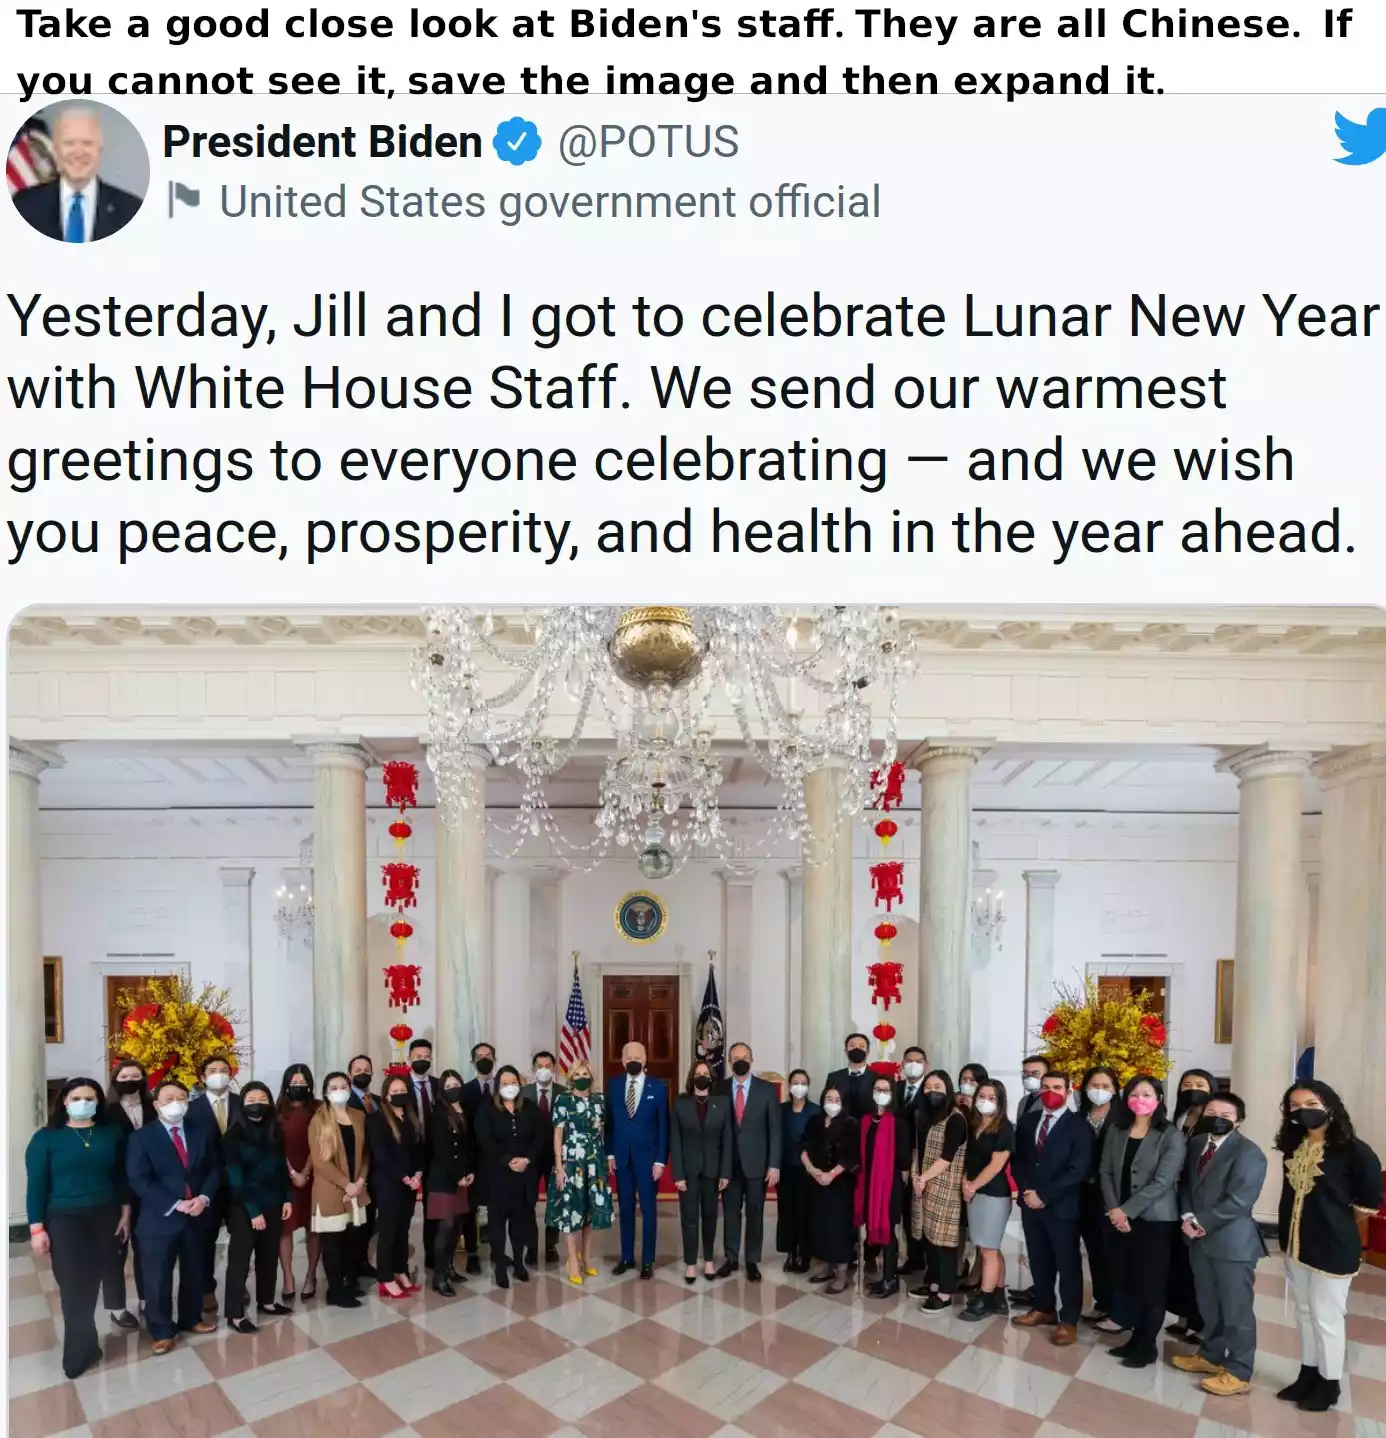 Take a good close look at Biden's staff. They are all Chinese. If
you cannot see it, save the image and then expand it.
President Biden @POTUS
United States government official
Yesterday, Jill and I got to celebrate Lunar New Year
with White House Staff. We send our warmest
greetings to everyone celebrating — and we wish
you peace, prosperity, and health in the year ahead.